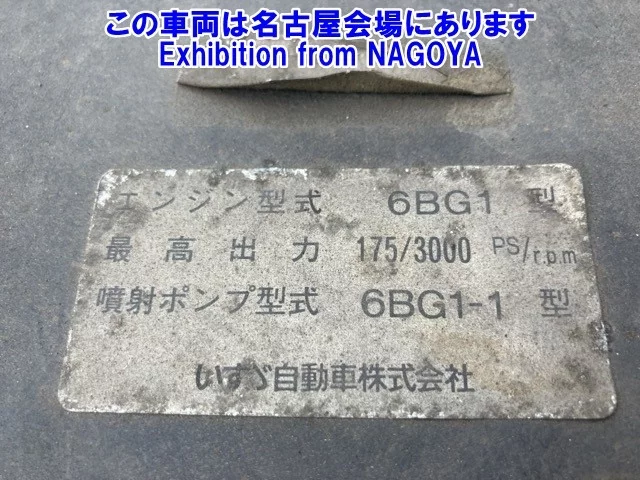 この車両は名古屋会場にあります
Exhibition from NAGOYA
エンジン型式 6BG1 型
最高出力 175/3000 PS/r.p.m
噴射ポンプ型式 6BG1-1 型
いすゞ自動車株式会社